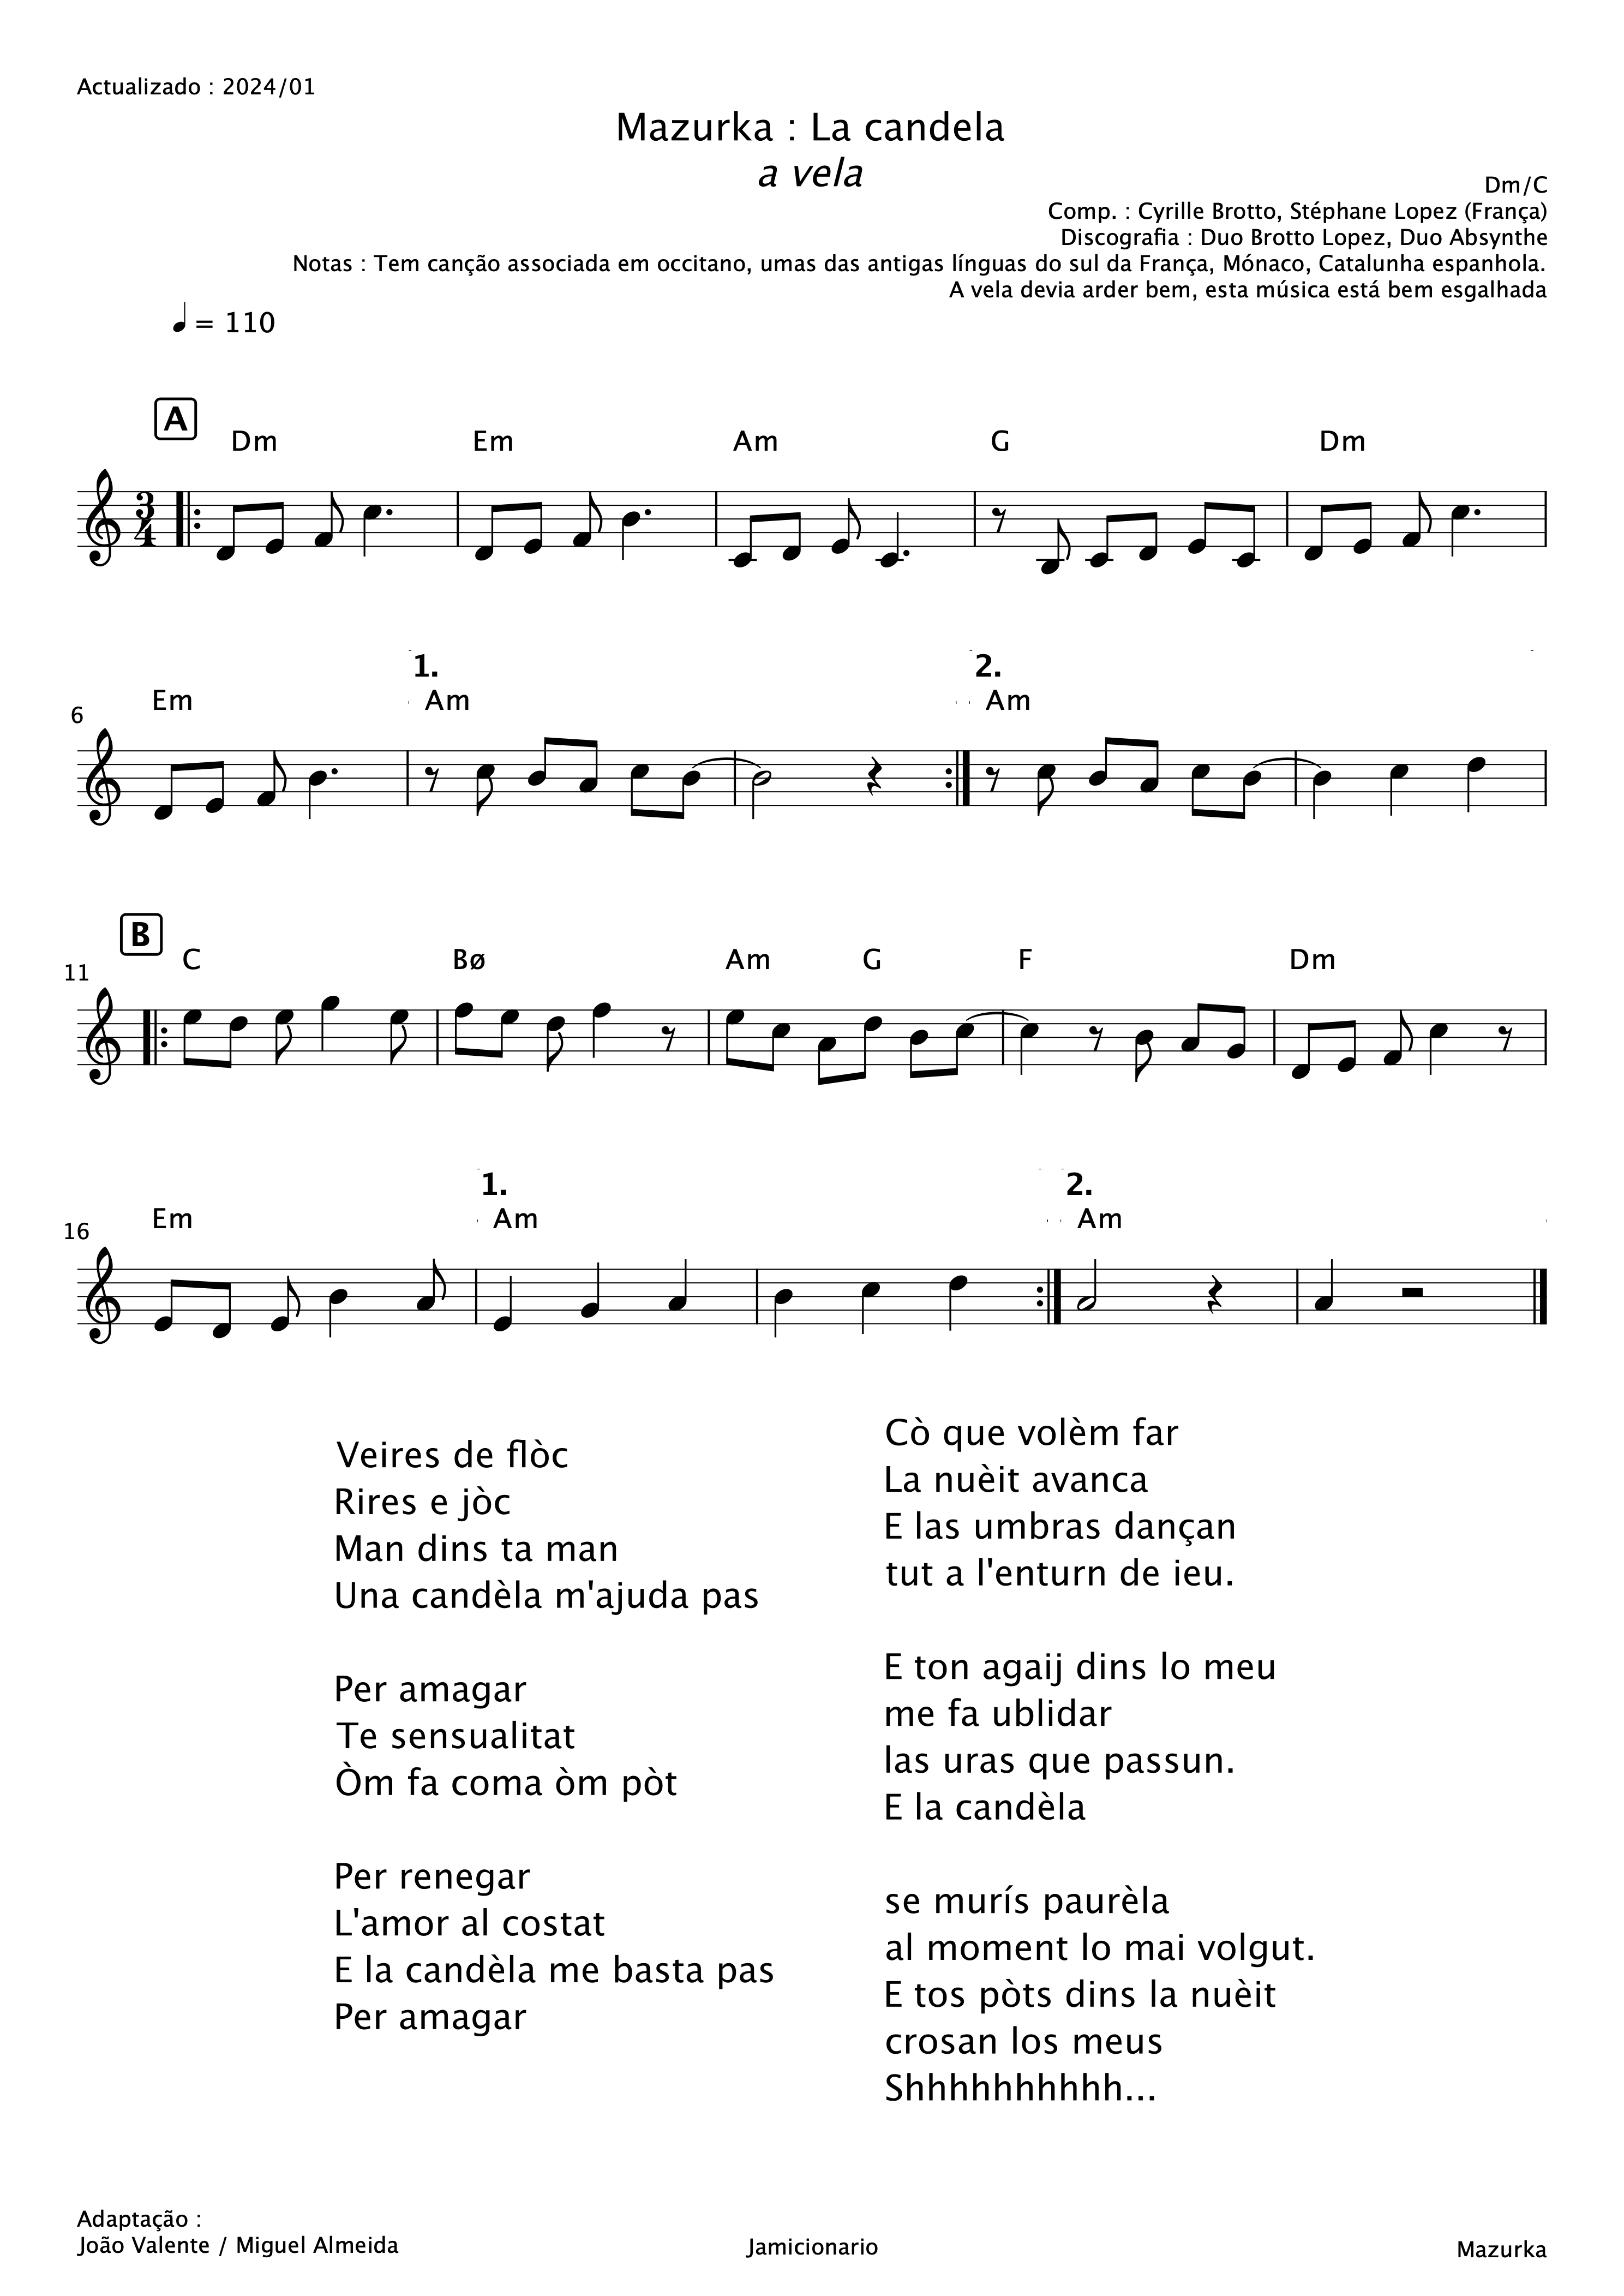 Actualizado : 2024/01
Mazurka : La candela
a vela
Dm/C
Comp. : Cyrille Brotto, Stéphane Lopez (França)
Discografia : Duo Brotto Lopez, Duo Absynthe
Notas : Tem canção associada em occitano, umas das antigas línguas do sul da França, Mónaco, Catalunha espanhola.
A vela devia arder bem, esta música está bem esgalhada
♩ = 110
A
Dm Em Am G Dm
3
4
1. 2.
Em Am Am
6
B
C Bø Am G F Dm
11
1. 2.
Em Am Am
16
Veires de flòc
Rires e jòc
Man dins ta man
Una candèla m'ajuda pas
Per amagar
Te sensualitat
Òm fa coma òm pòt
Per renegar
L'amor al costat
E la candèla me basta pas
Per amagar
Cò que volèm far
La nuèit avanca
E las umbras dançan
tut a l'enturn de ieu.
E ton agaij dins lo meu
me fa ublidar
las uras que passun.
E la candèla
se murís paurèla
al moment lo mai volgut.
E tos pòts dins la nuèit
crosan los meus
Shhhhhhhhhh...
Adaptação :
João Valente / Miguel Almeida
Jamicionario
Mazurka